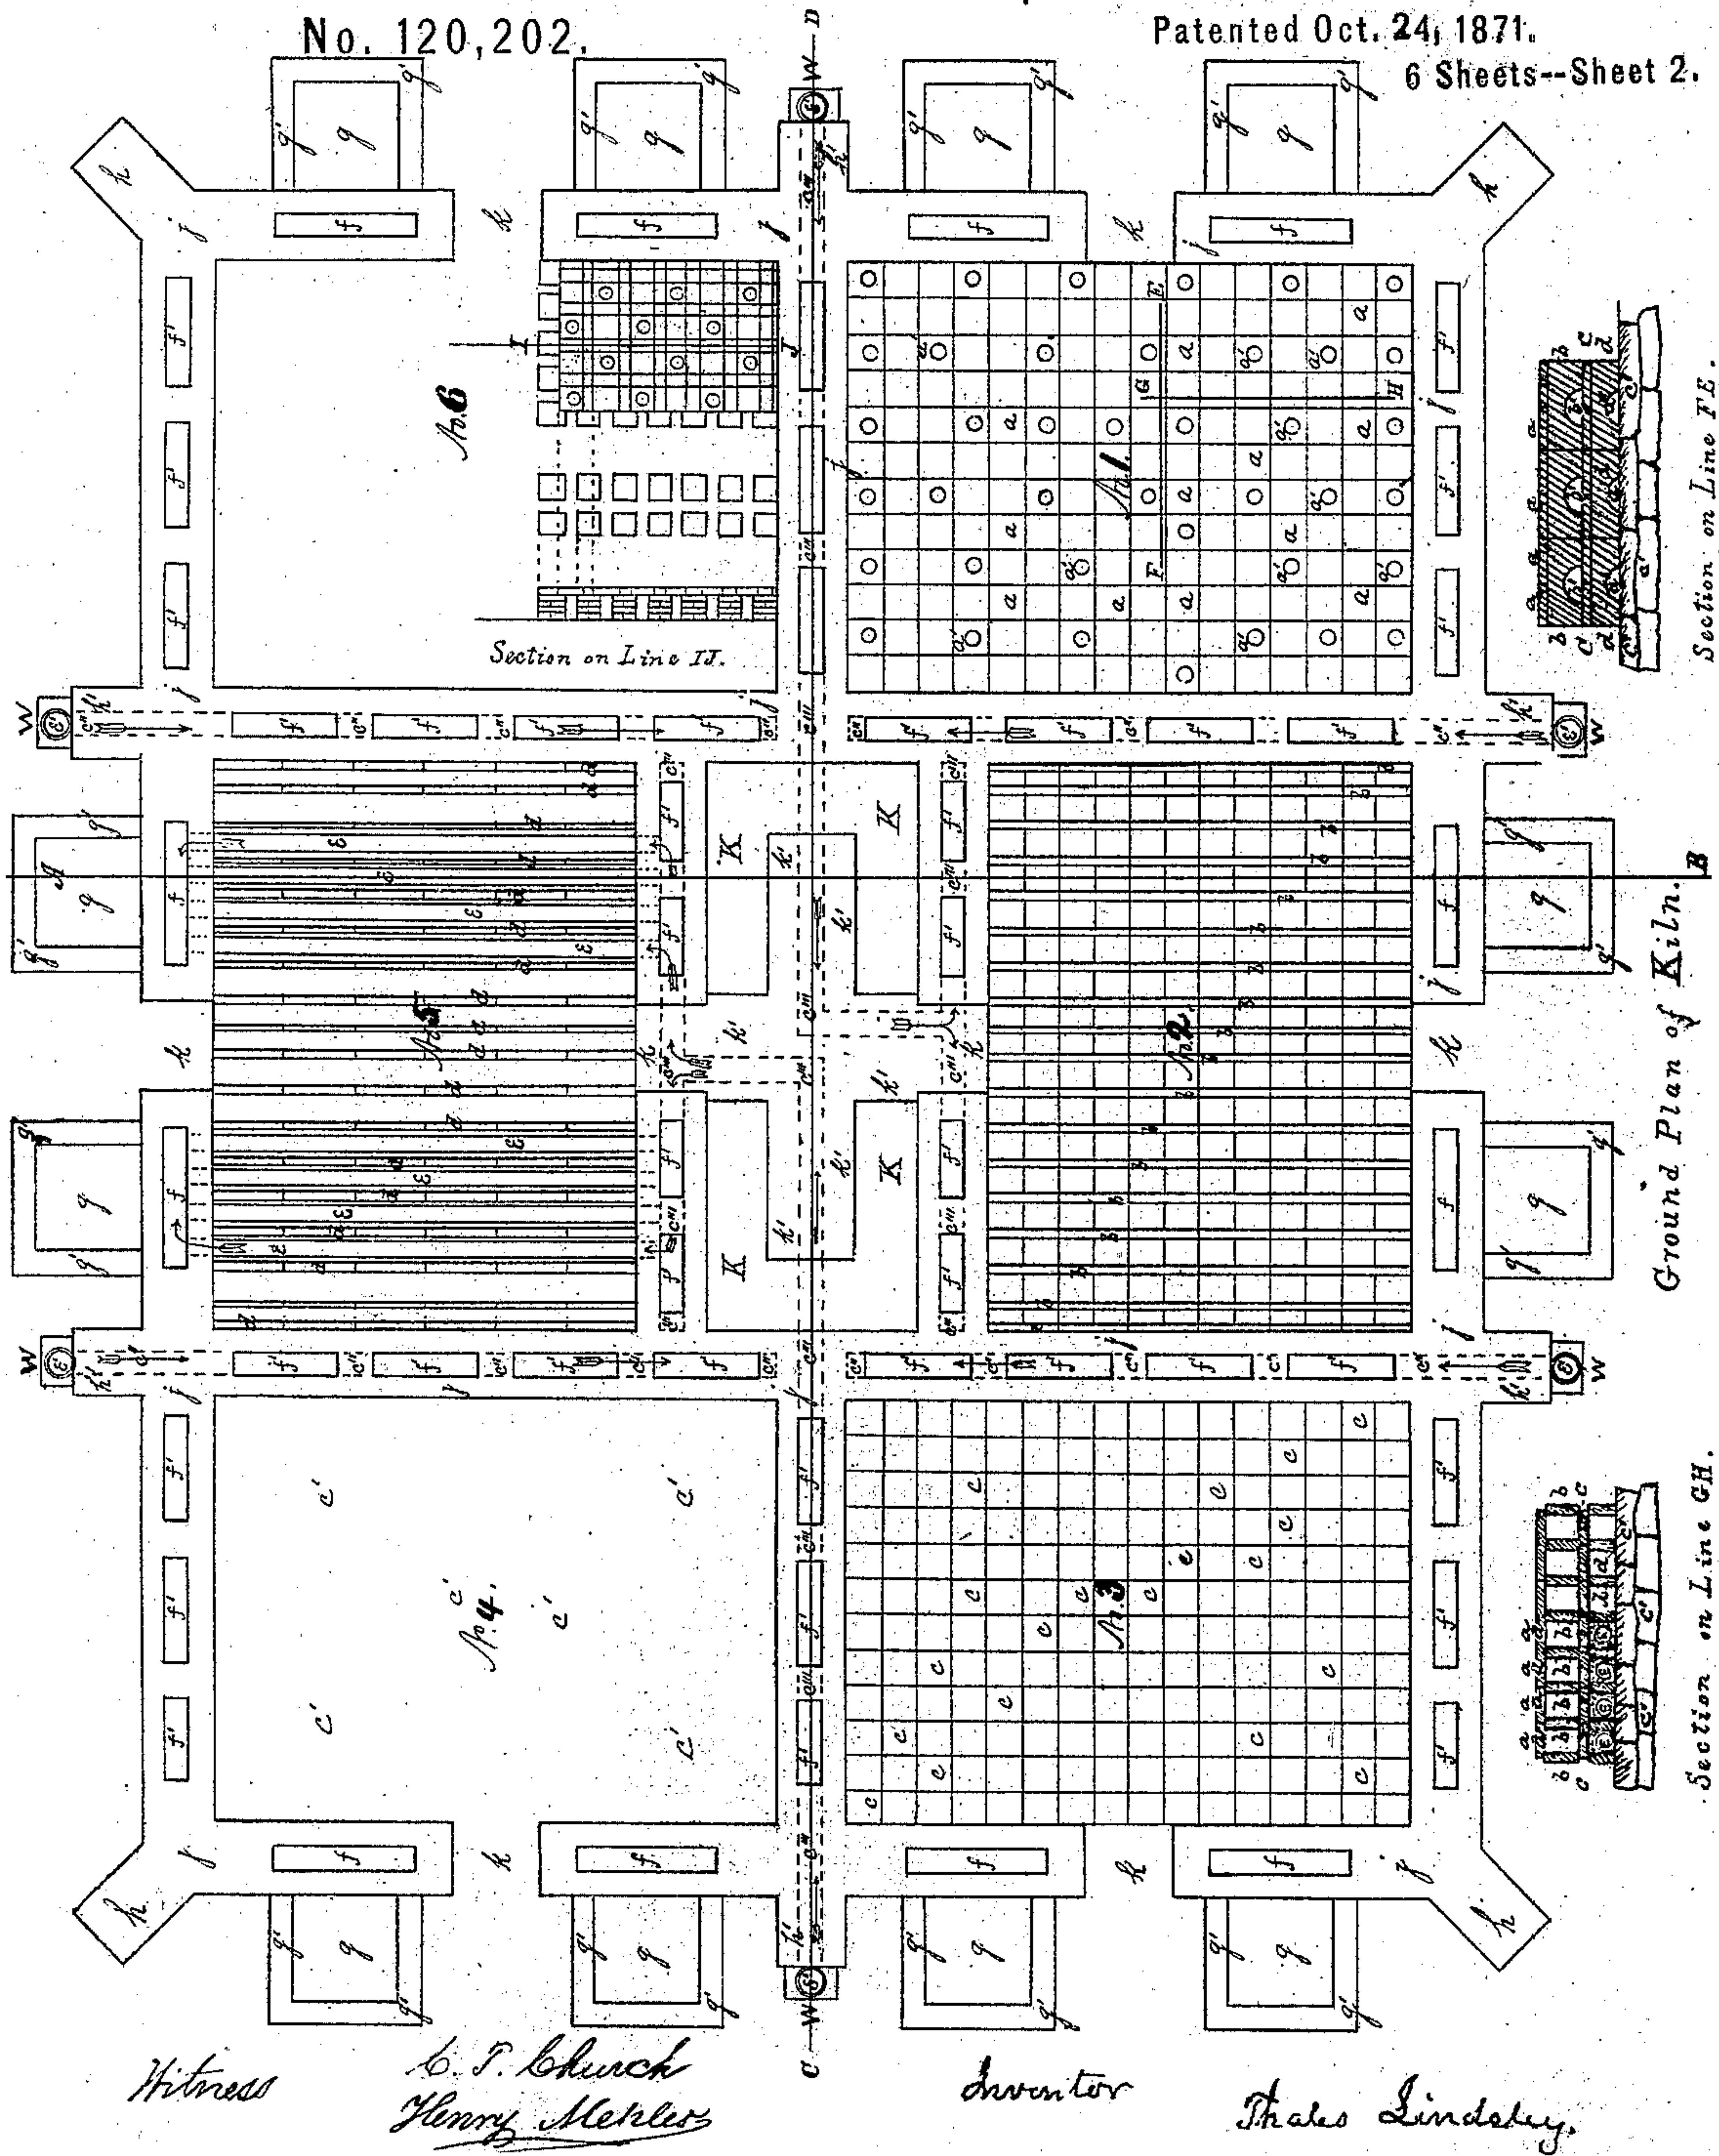 No. 120,202.
Patented Oct. 24, 1871.
6 Sheets--Sheet 2.
D
W
g' g' g' g' g' g' g' g'
g g g g
h h
j f k f j f k f j
h'
No. 6
I
J
Section on Line IJ.
f' f' f'
No. 1.
E
G
H
F
a a a a a a a
a' a' a' a' a'
f' f' f'
Section on Line FE.
a a a a
b b
c c
d d
c' c'
W W
h' j f' c''' f' c''' f' f' h'
A
g' g g'
No. 5
d d d d d
ε ε ε
k
K K
K K
h' h' h'
c''' c''' c'''
No. 2.
b b b b b
k
B
Ground Plan of Kiln.
g' g g'
W W
h' j f' c''' f' f' f' j h'
f' f' f'
No. 4.
c' c' c' c' c' c'
No. 3
c c c c c c c c
f' f' f'
Section on Line GH.
a a a a
b b b b b
c c
d d
c' c'
h j f k f f k f j h
h'
g' g' g' g' g' g' g' g'
g g g g
W
C
Witness
C. T. Church
Henry Mehler
Inventor
Thales Lindsley.